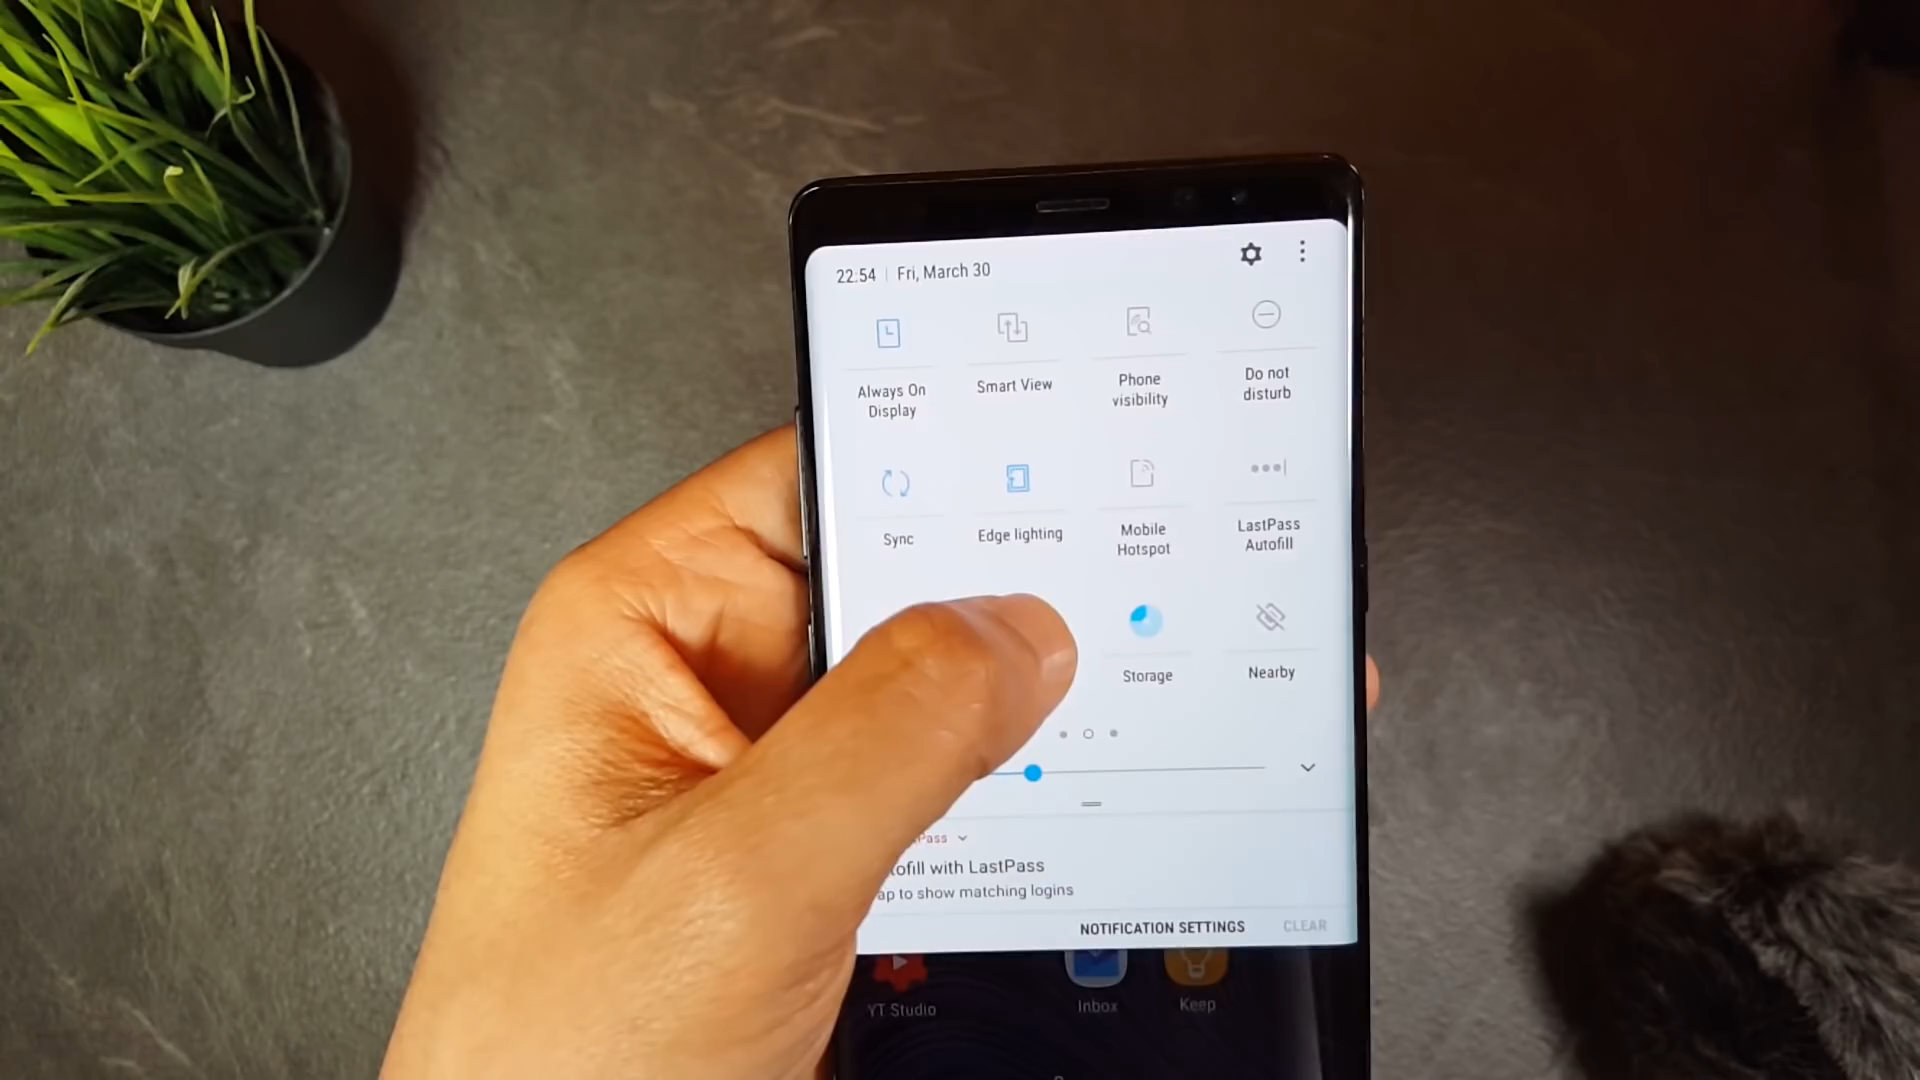 22:54 | Fri, March 30
Always On
Display
Smart View
Phone
visibility
Do not
disturb
Sync
Edge lighting
Mobile
Hotspot
LastPass
Autofill
Storage
Nearby
Pass
ofill with LastPass
ap to show matching logins
NOTIFICATION SETTINGS
CLEAR
YT Studio
Inbox
Keep